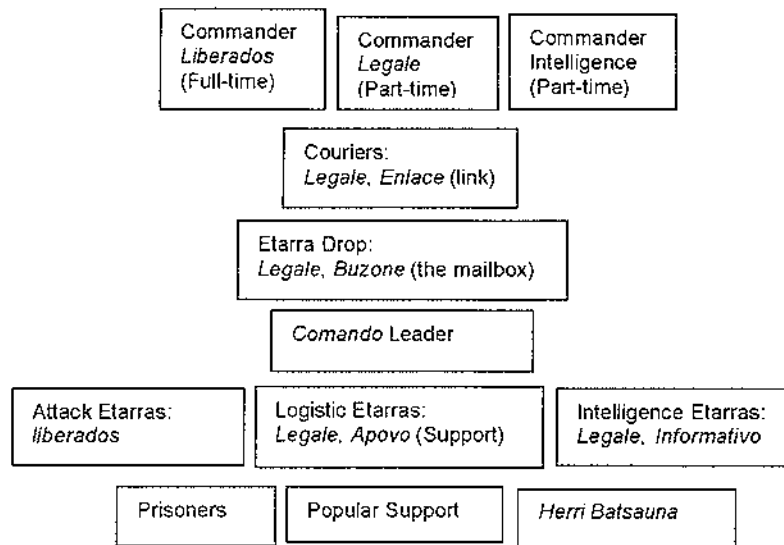 Commander
Liberados
(Full-time)
Commander
Legale
(Part-time)
Commander
Intelligence
(Part-time)
Couriers:
Legale, Enlace (link)
Etarra Drop:
Legale, Buzone (the mailbox)
Comando Leader
Attack Etarras:
liberados
Logistic Etarras:
Legale, Apovo (Support)
Intelligence Etarras:
Legale, Informativo
Prisoners
Popular Support
Herri Batsauna